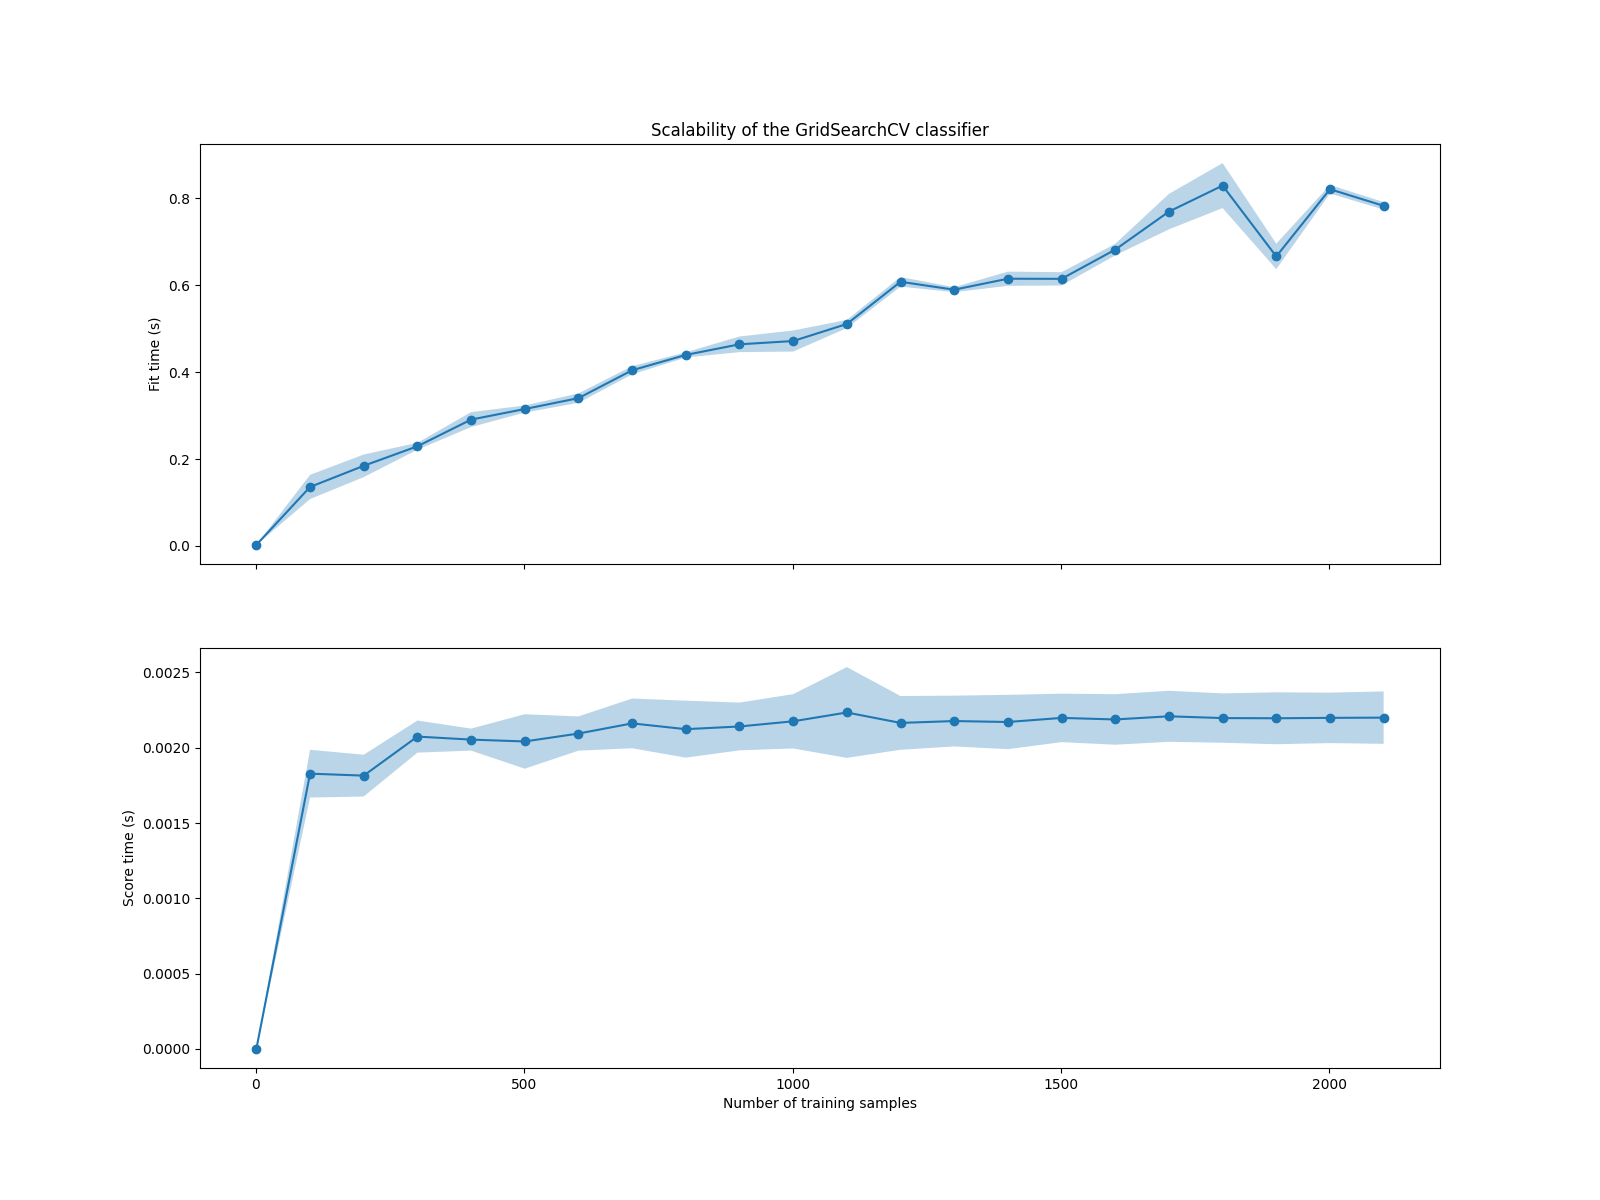 Scalability of the GridSearchCV classifier
Fit time (s)
0.8
0.6
0.4
0.2
0.0
Score time (s)
0.0025
0.0020
0.0015
0.0010
0.0005
0.0000
0 500 1000 1500 2000
Number of training samples